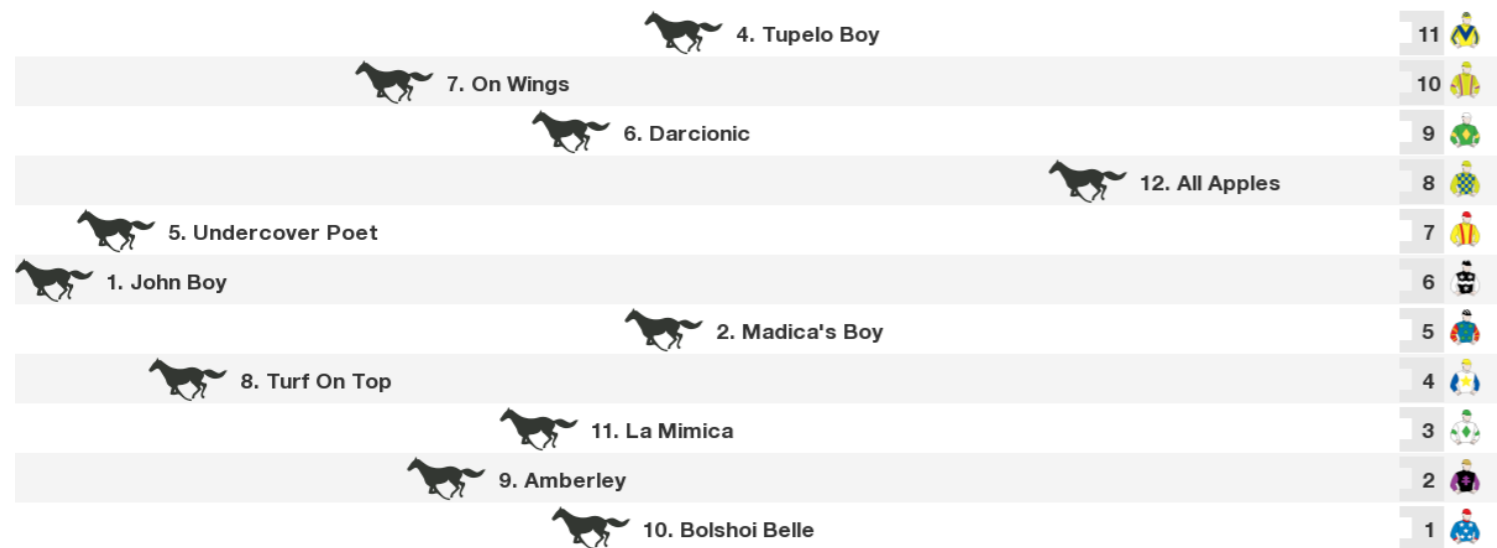 4. Tupelo Boy 11
7. On Wings 10
6. Darcionic 9
12. All Apples 8
5. Undercover Poet 7
1. John Boy 6
2. Madica's Boy 5
8. Turf On Top 4
11. La Mimica 3
9. Amberley 2
10. Bolshoi Belle 1